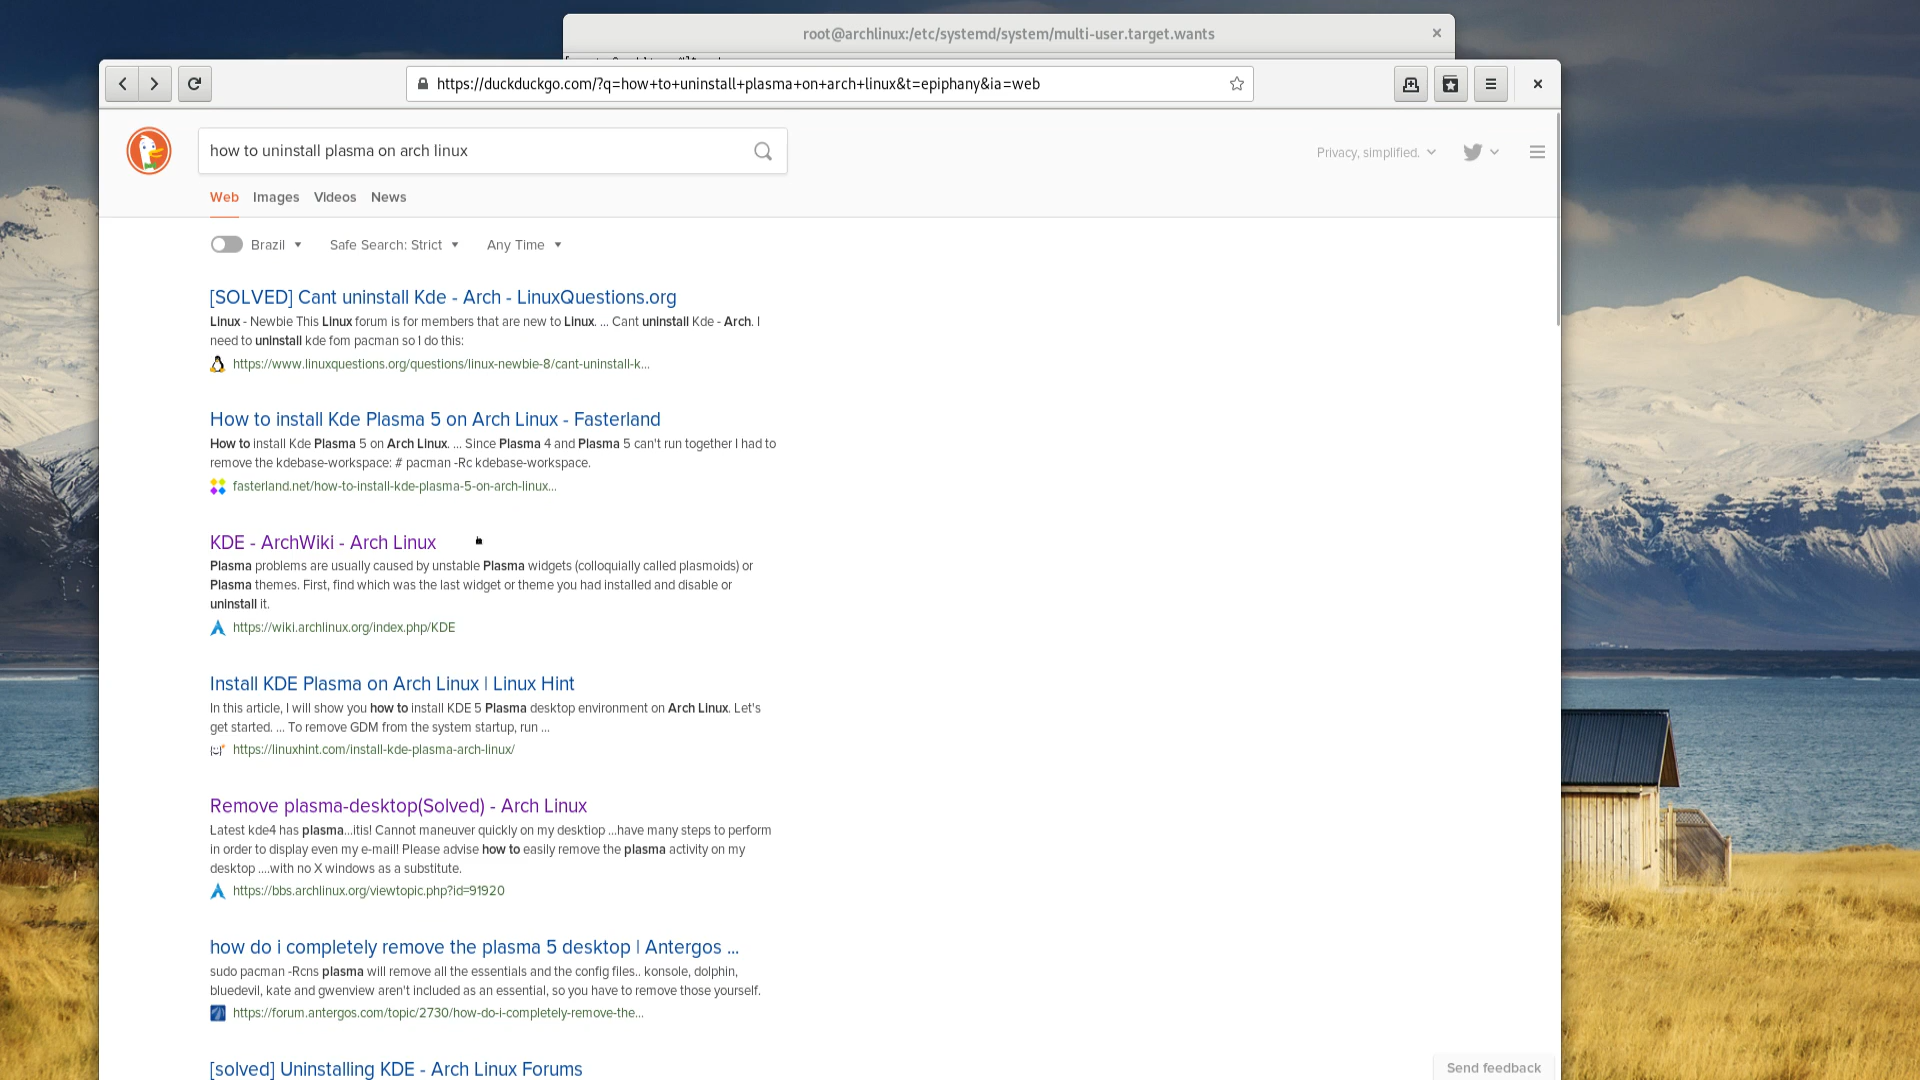 root@archlinux:/etc/systemd/system/multi-user.target.wants
https://duckduckgo.com/?q=how+to+uninstall+plasma+on+arch+linux&t=epiphany&ia=web
how to uninstall plasma on arch linux
Privacy, simplified.
Web Images Videos News
Brazil Safe Search: Strict Any Time
[SOLVED] Cant uninstall Kde - Arch - LinuxQuestions.org
Linux - Newbie This Linux forum is for members that are new to Linux. ... Cant uninstall Kde - Arch. I
need to uninstall kde fom pacman so I do this:
https://www.linuxquestions.org/questions/linux-newbie-8/cant-uninstall-k...
How to install Kde Plasma 5 on Arch Linux - Fasterland
How to install Kde Plasma 5 on Arch Linux. ... Since Plasma 4 and Plasma 5 can't run together I had to
remove the kdebase-workspace: # pacman -Rc kdebase-workspace.
fasterland.net/how-to-install-kde-plasma-5-on-arch-linux...
KDE - ArchWiki - Arch Linux
Plasma problems are usually caused by unstable Plasma widgets (colloquially called plasmoids) or
Plasma themes. First, find which was the last widget or theme you had installed and disable or
uninstall it.
https://wiki.archlinux.org/index.php/KDE
Install KDE Plasma on Arch Linux | Linux Hint
In this article, I will show you how to install KDE 5 Plasma desktop environment on Arch Linux. Let's
get started. ... To remove GDM from the system startup, run ...
https://linuxhint.com/install-kde-plasma-arch-linux/
Remove plasma-desktop(Solved) - Arch Linux
Latest kde4 has plasma...itis! Cannot maneuver quickly on my desktiop ...have many steps to perform
in order to display even my e-mail! Please advise how to easily remove the plasma activity on my
desktop ....with no X windows as a substitute.
https://bbs.archlinux.org/viewtopic.php?id=91920
how do i completely remove the plasma 5 desktop | Antergos ...
sudo pacman -Rcns plasma will remove all the essentials and the config files.. konsole, dolphin,
bluedevil, kate and gwenview aren't included as an essential, so you have to remove those yourself.
https://forum.antergos.com/topic/2730/how-do-i-completely-remove-the...
[solved] Uninstalling KDE - Arch Linux Forums
Send feedback